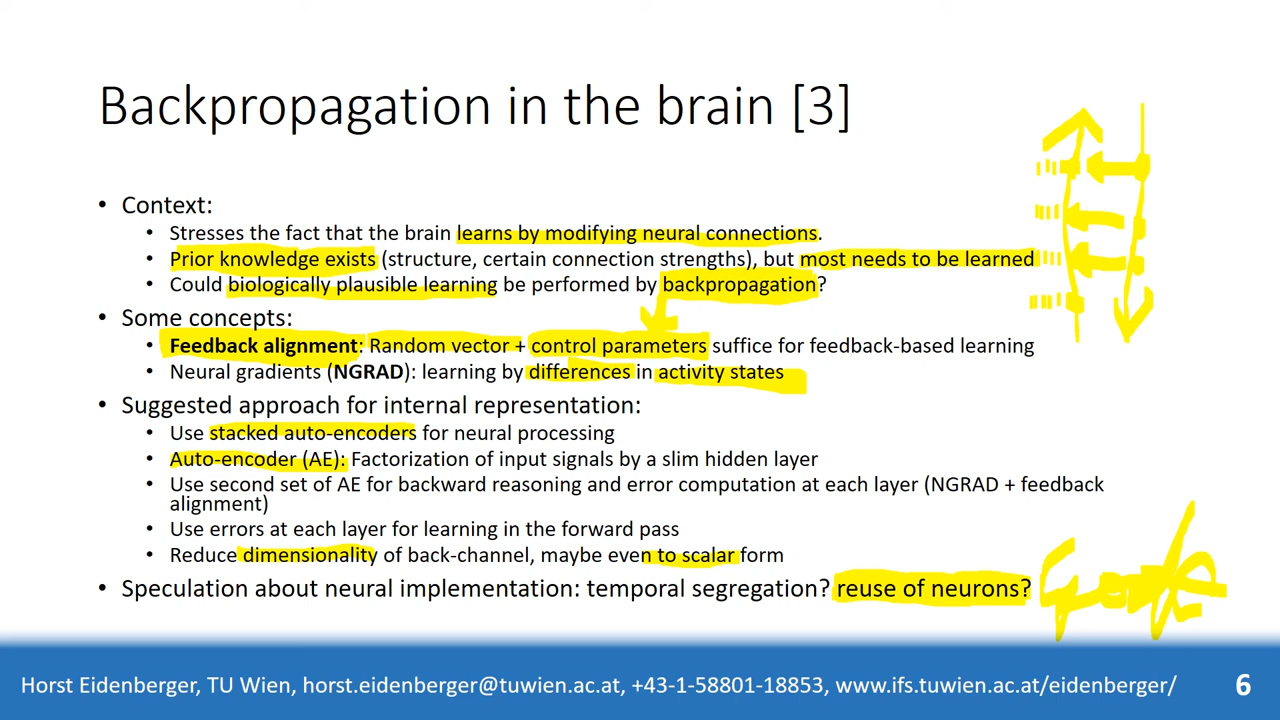 Backpropagation in the brain [3]
• Context:
• Stresses the fact that the brain learns by modifying neural connections.
• Prior knowledge exists (structure, certain connection strengths), but most needs to be learned
• Could biologically plausible learning be performed by backpropagation?
• Some concepts:
• Feedback alignment: Random vector + control parameters suffice for feedback-based learning
• Neural gradients (NGRAD): learning by differences in activity states
• Suggested approach for internal representation:
• Use stacked auto-encoders for neural processing
• Auto-encoder (AE): Factorization of input signals by a slim hidden layer
• Use second set of AE for backward reasoning and error computation at each layer (NGRAD + feedback
alignment)
• Use errors at each layer for learning in the forward pass
• Reduce dimensionality of back-channel, maybe even to scalar form
• Speculation about neural implementation: temporal segregation? reuse of neurons?
Horst Eidenberger, TU Wien, horst.eidenberger@tuwien.ac.at, +43-1-58801-18853, www.ifs.tuwien.ac.at/eidenberger/ 6